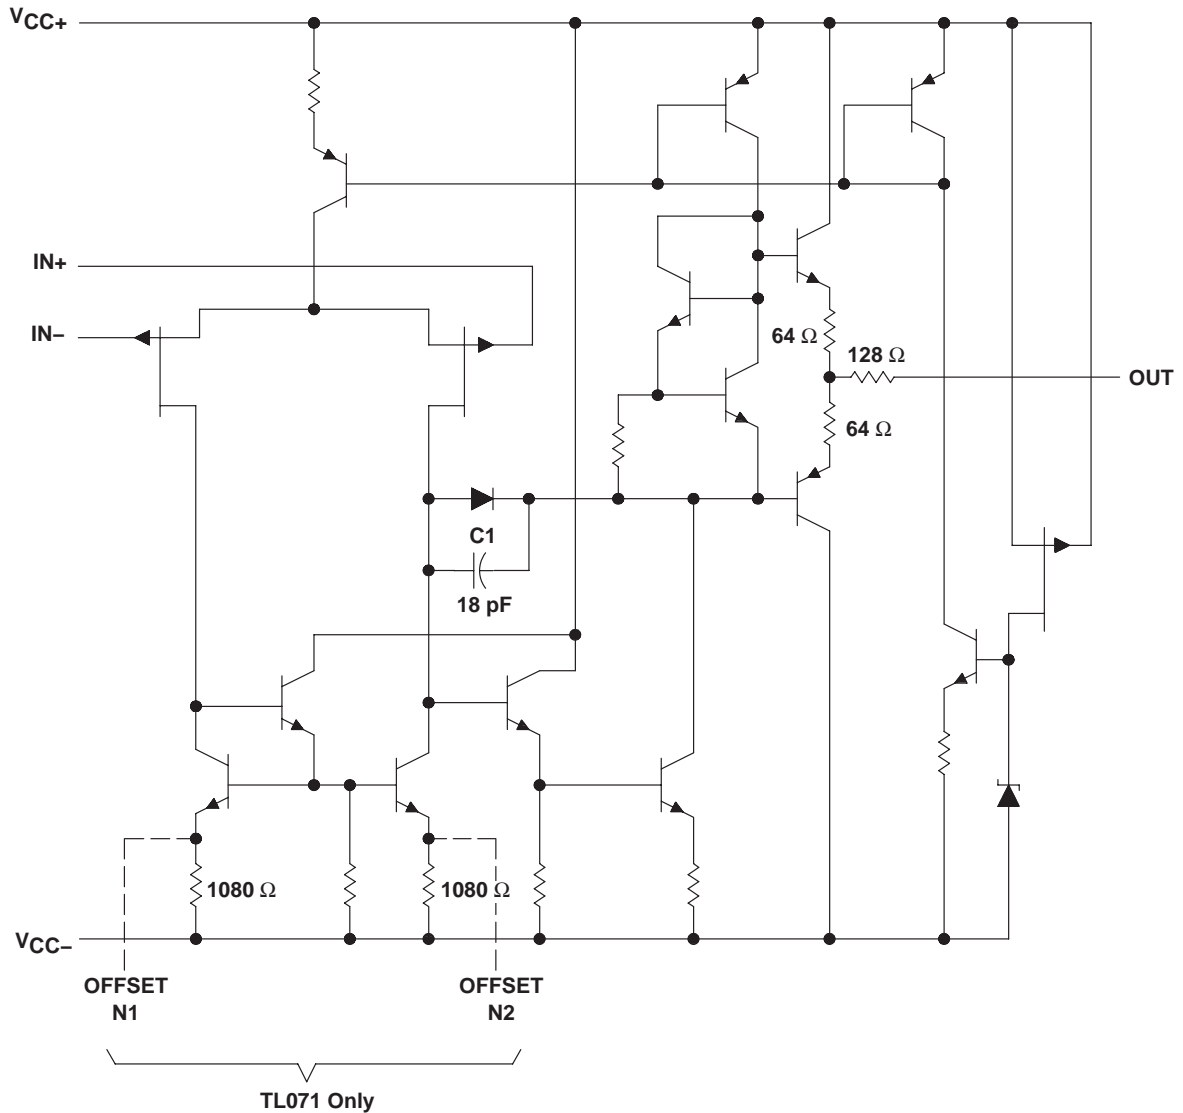 VCC+
IN+
IN−
64 Ω
128 Ω
OUT
64 Ω
C1
18 pF
1080 Ω
1080 Ω
VCC−
OFFSET
N1
OFFSET
N2
TL071 Only